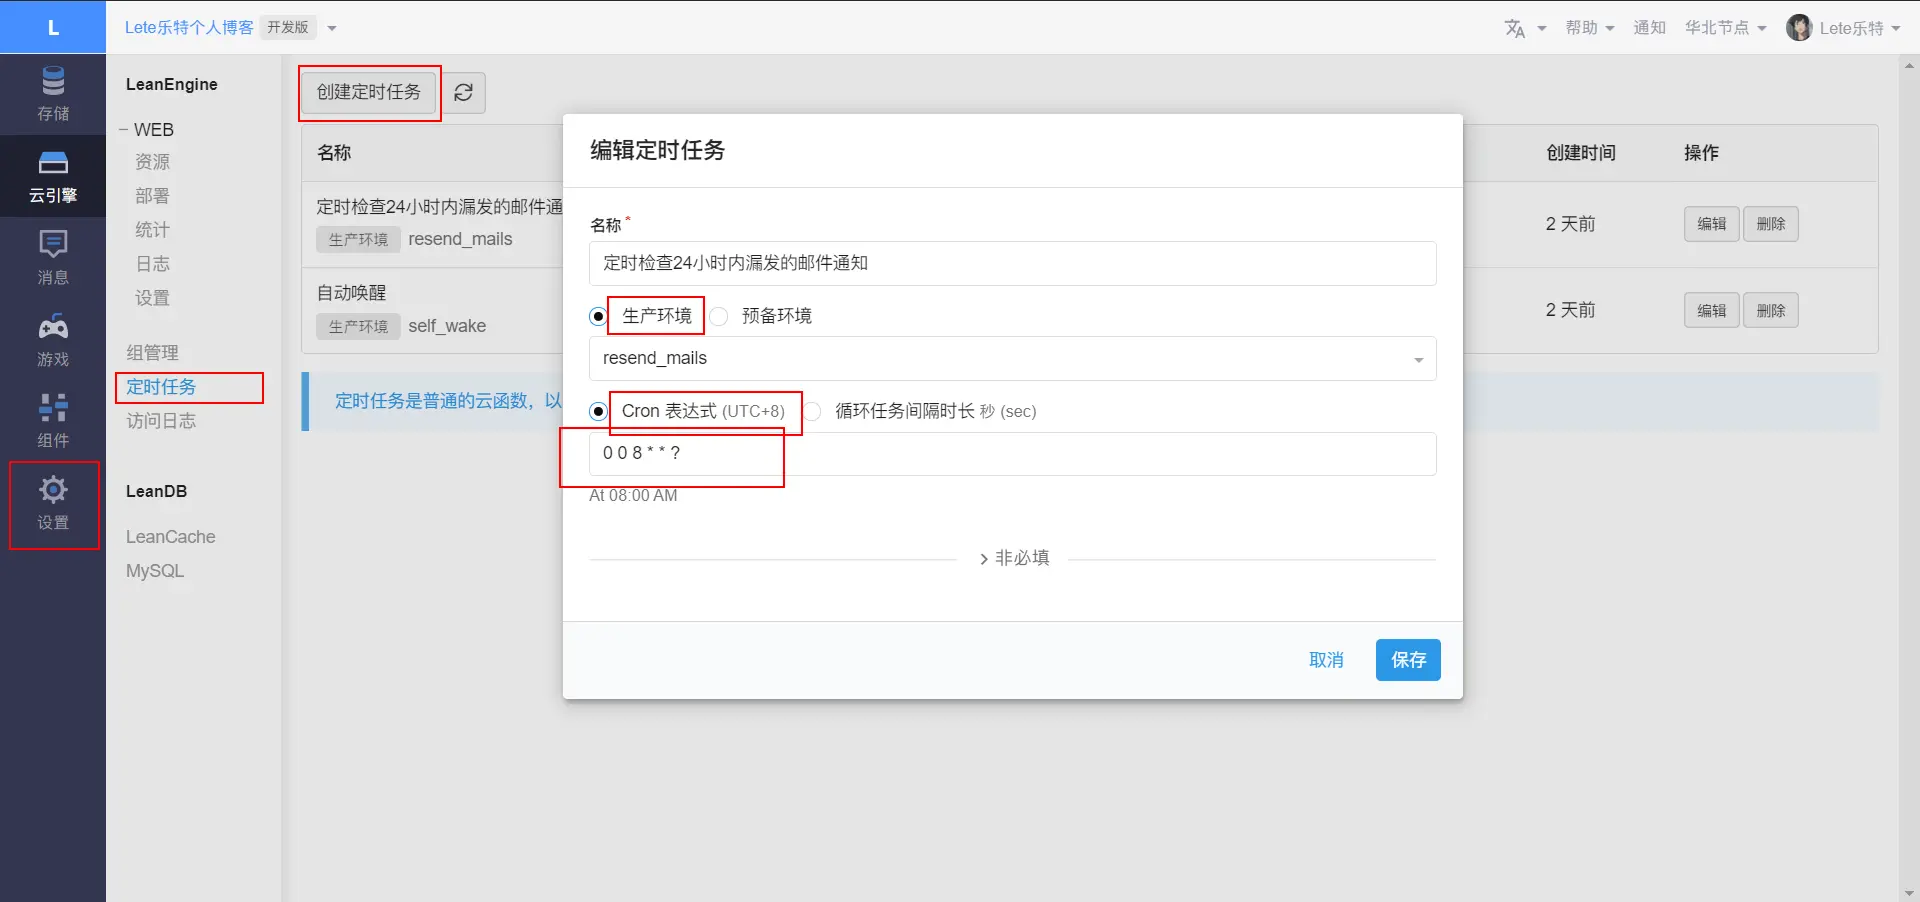 L
Lete乐特个人博客 开发版
帮助 通知 华北节点 Lete乐特
存储
云引擎
消息
游戏
组件
设置
LeanEngine
WEB
资源
部署
统计
日志
设置
组管理
定时任务
访问日志
LeanDB
LeanCache
MySQL
创建定时任务
名称 创建时间 操作
定时检查24小时内漏发的邮件通
生产环境 resend_mails
2 天前 编辑 删除
自动唤醒
生产环境 self_wake
2 天前 编辑 删除
定时任务是普通的云函数，以
编辑定时任务
名称*
定时检查24小时内漏发的邮件通知
生产环境 预备环境
resend_mails
Cron 表达式 (UTC+8) 循环任务间隔时长 秒 (sec)
0 0 8 * * ?
At 08:00 AM
非必填
取消 保存